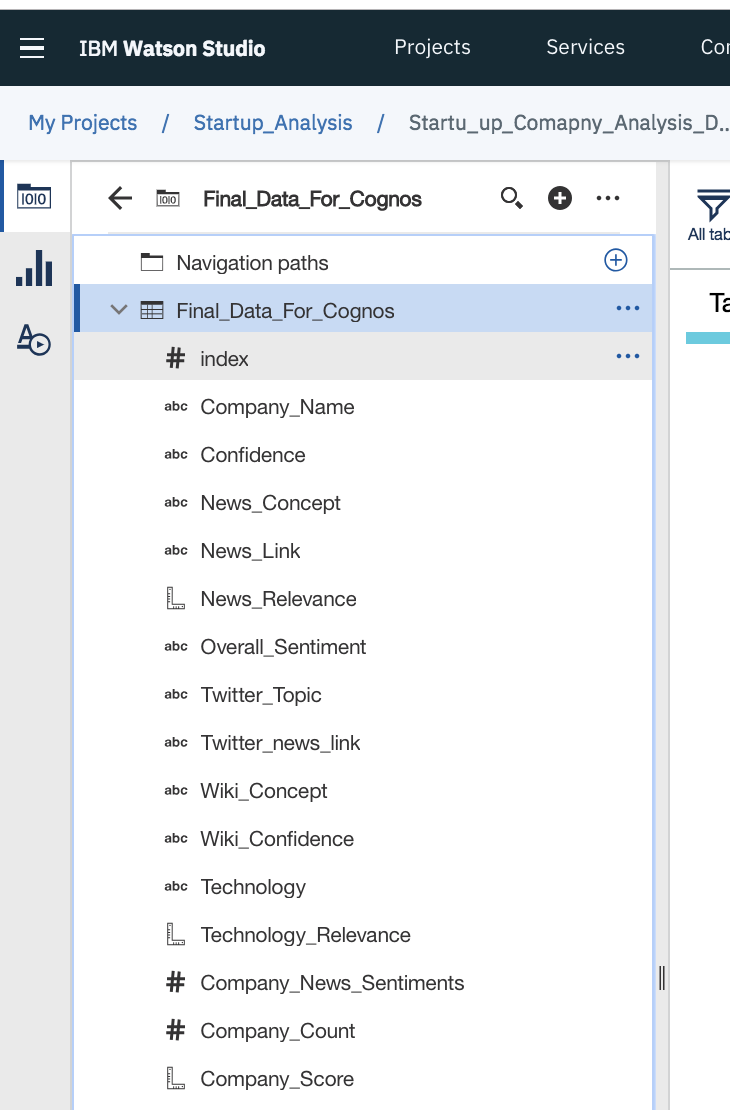 IBM Watson Studio Projects Services Cor
My Projects / Startup_Analysis / Startu_up_Comapny_Analysis_D...
Final_Data_For_Cognos
All tab
Navigation paths
Ta
Final_Data_For_Cognos
# index
abc Company_Name
abc Confidence
abc News_Concept
abc News_Link
News_Relevance
abc Overall_Sentiment
abc Twitter_Topic
abc Twitter_news_link
abc Wiki_Concept
abc Wiki_Confidence
abc Technology
Technology_Relevance
# Company_News_Sentiments
# Company_Count
Company_Score